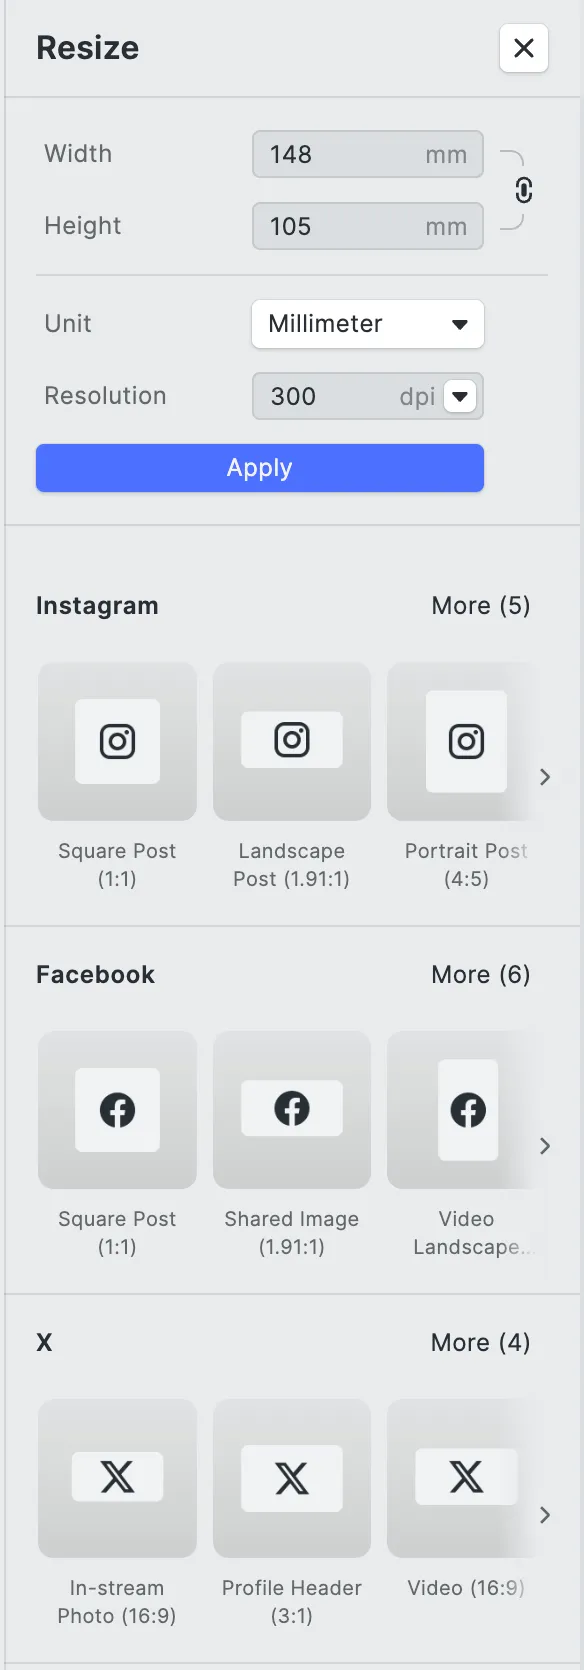 Resize
Width 148 mm
Height 105 mm
Unit Millimeter
Resolution 300 dpi
Apply
Instagram More (5)
Square Post
(1:1)
Landscape
Post (1.91:1)
Portrait Post
(4:5)
Facebook More (6)
Square Post
(1:1)
Shared Image
(1.91:1)
Video
Landscape...
X More (4)
In-stream
Photo (16:9)
Profile Header
(3:1)
Video (16:9)